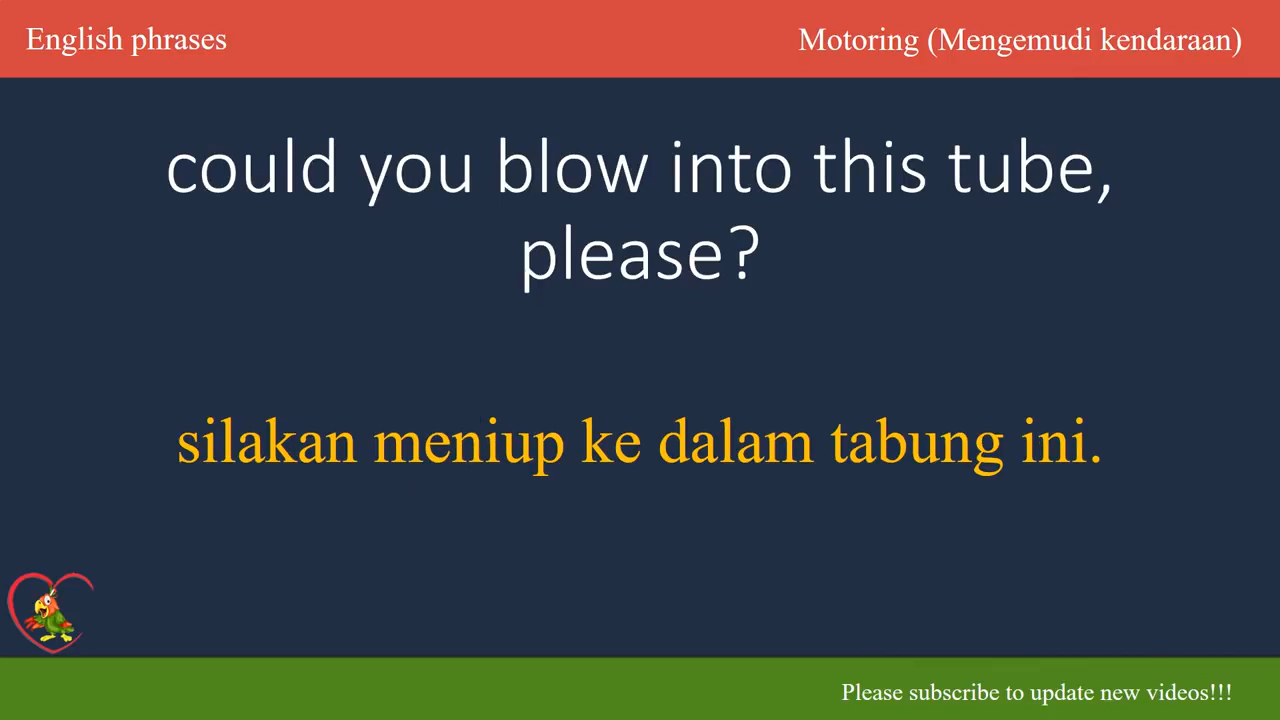 English phrases
Motoring (Mengemudi kendaraan)
could you blow into this tube,
please?
silakan meniup ke dalam tabung ini.
Please subscribe to update new videos!!!